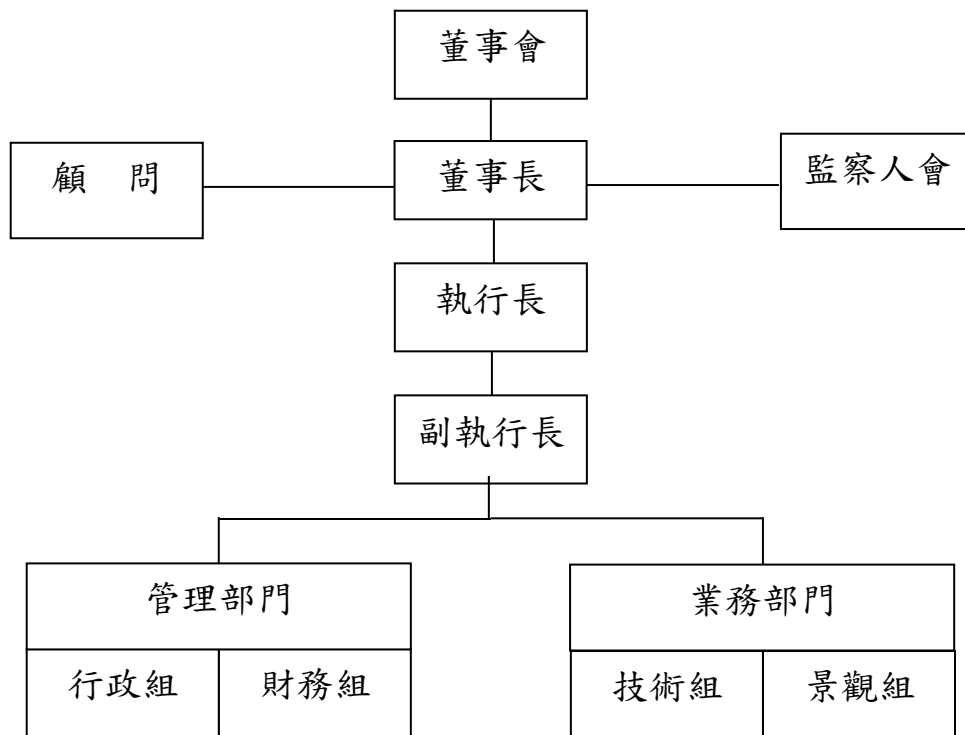 董事會
顧　問
董事長
監察人會
執行長
副執行長
管理部門
業務部門
行政組
財務組
技術組
景觀組